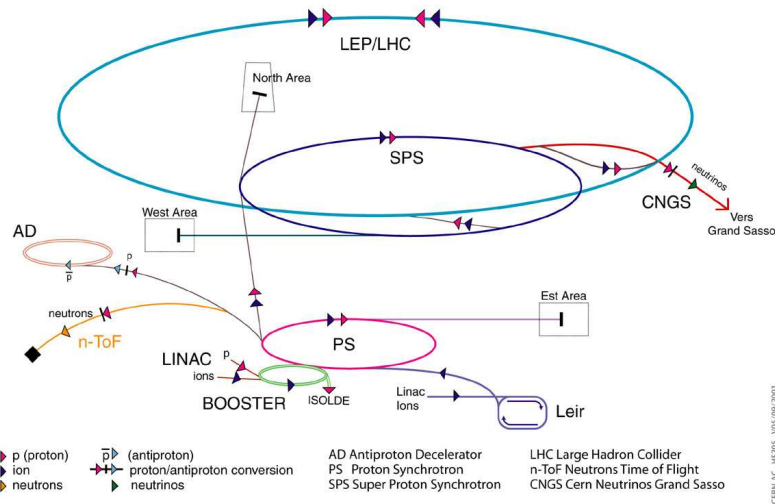 LEP/LHC
North Area
SPS
neutrinos
CNGS
Vers
Grand Sasso
West Area
AD
p
p̅
neutrons
n-ToF
Est Area
PS
LINAC
p
ions
BOOSTER
ISOLDE
Linac
Ions
Leir
p (proton)
ion
neutrons
p̅ (antiproton)
proton/antiproton conversion
neutrinos
AD Antiproton Decelerator
PS Proton Synchrotron
SPS Super Proton Synchrotron
LHC Large Hadron Collider
n-ToF Neutrons Time of Flight
CNGS Cern Neutrinos Grand Sasso